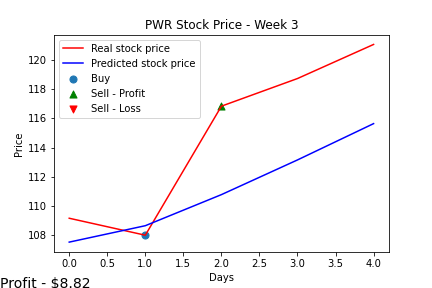 PWR Stock Price - Week 3
Real stock price
Predicted stock price
Buy
Sell - Profit
Sell - Loss
120
118
116
114
112
110
108
Price
0.0 0.5 1.0 1.5 2.0 2.5 3.0 3.5 4.0
Days
Profit - $8.82